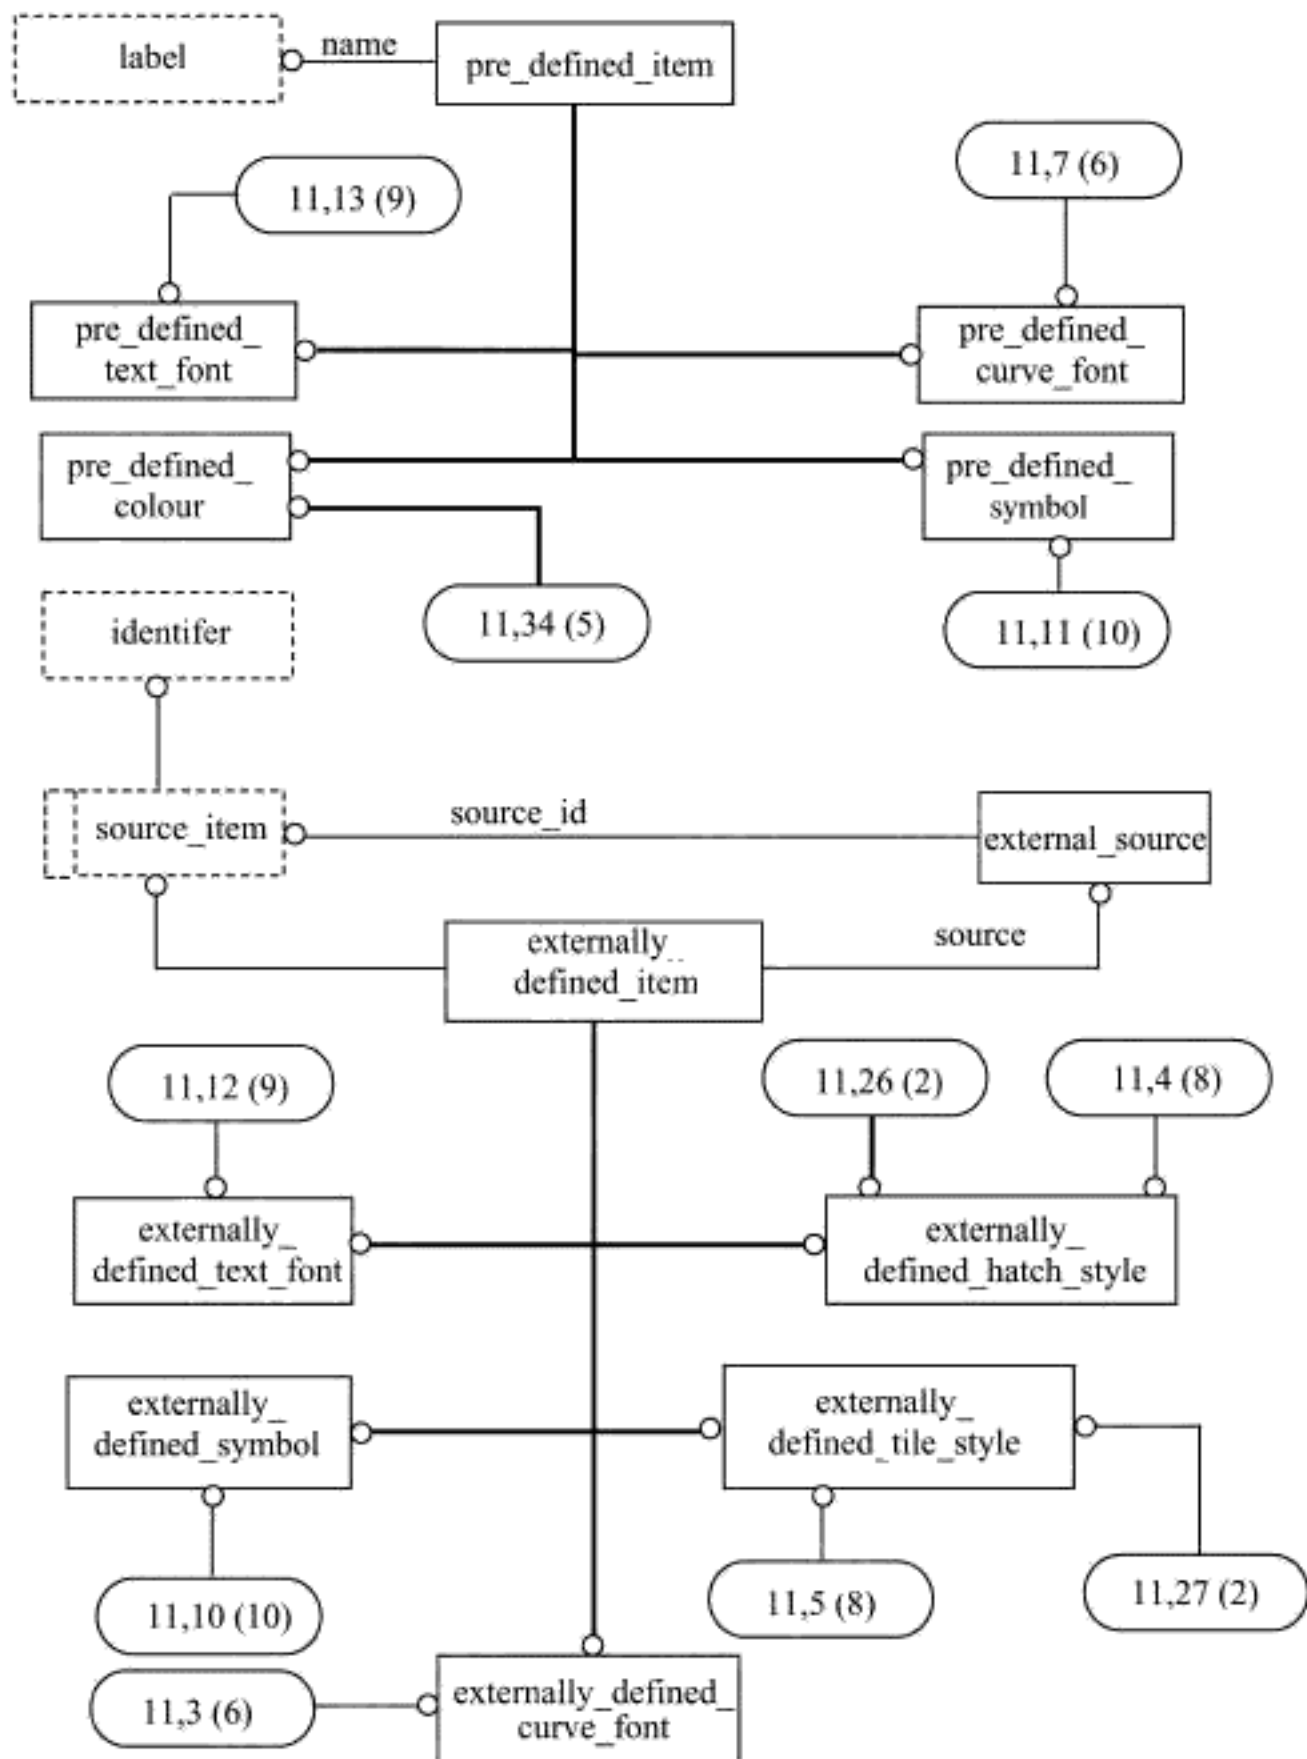 label
name
pre_defined_item
11,13 (9)
11,7 (6)
pre_defined_
text_font
pre_defined_
curve_font
pre_defined_
colour
pre_defined_
symbol
11,34 (5)
11,11 (10)
identifer
source_item
source_id
external_source
externally_
defined_item
source
11,12 (9)
11,26 (2)
11,4 (8)
externally_
defined_text_font
externally_
defined_hatch_style
externally_
defined_symbol
externally_
defined_tile_style
11,10 (10)
11,5 (8)
11,27 (2)
11,3 (6)
externally_defined_
curve_font